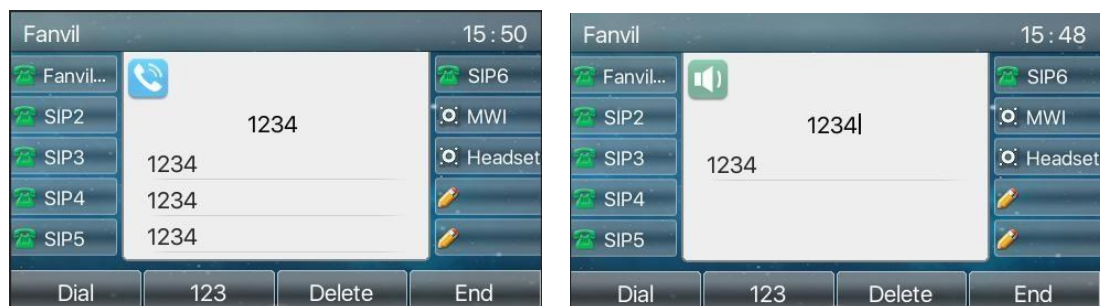 Fanvil 15:50
Fanvil... SIP6
SIP2 1234 MWI
SIP3 1234 Headset
SIP4 1234
SIP5 1234
Dial 123 Delete End
Fanvil 15:48
Fanvil... SIP6
SIP2 1234 MWI
SIP3 1234 Headset
SIP4
SIP5
Dial 123 Delete End